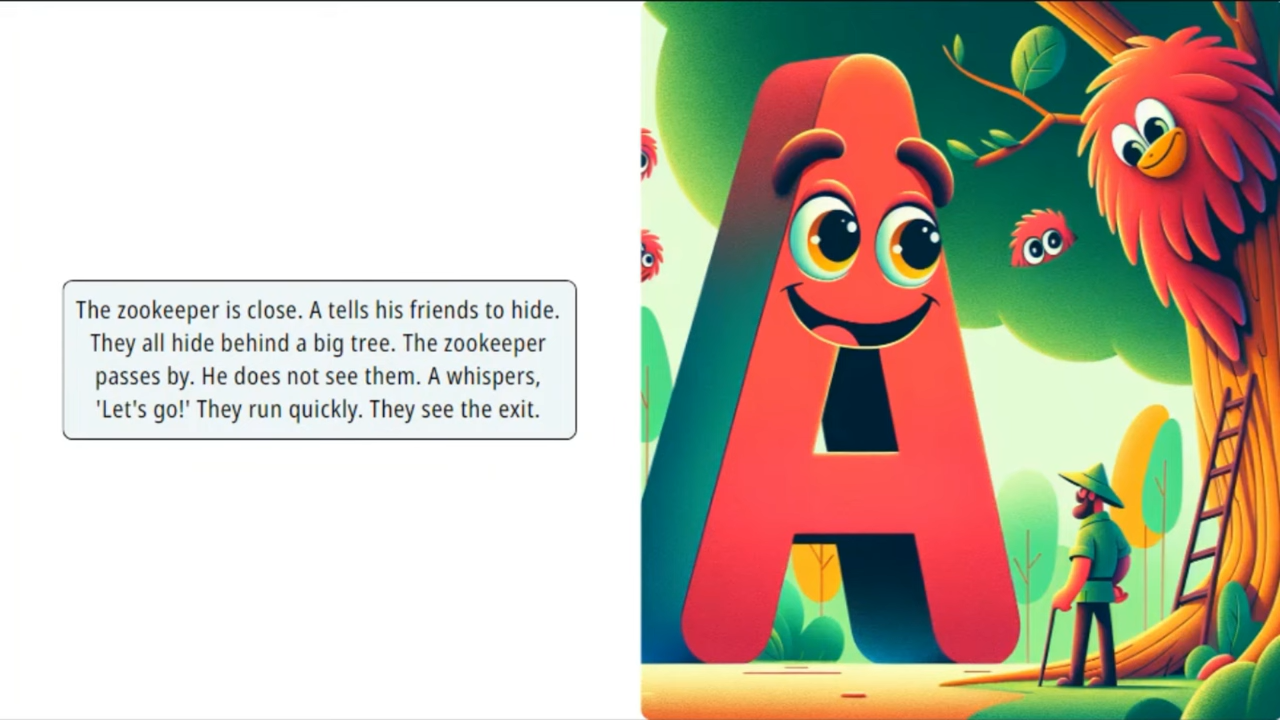 The zookeeper is close. A tells his friends to hide.
They all hide behind a big tree. The zookeeper
passes by. He does not see them. A whispers,
'Let's go!' They run quickly. They see the exit.